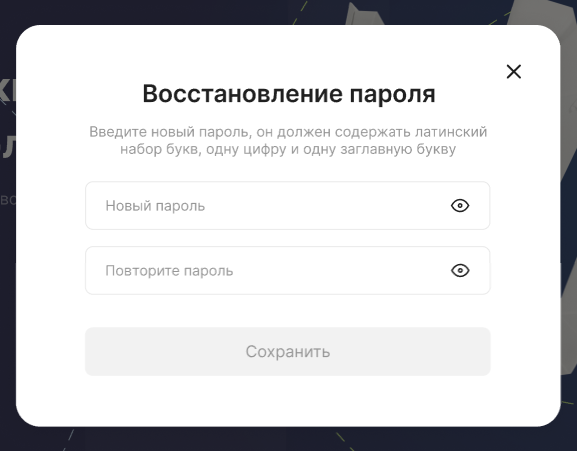 Восстановление пароля
Введите новый пароль, он должен содержать латинский
набор букв, одну цифру и одну заглавную букву
Новый пароль
Повторите пароль
Сохранить